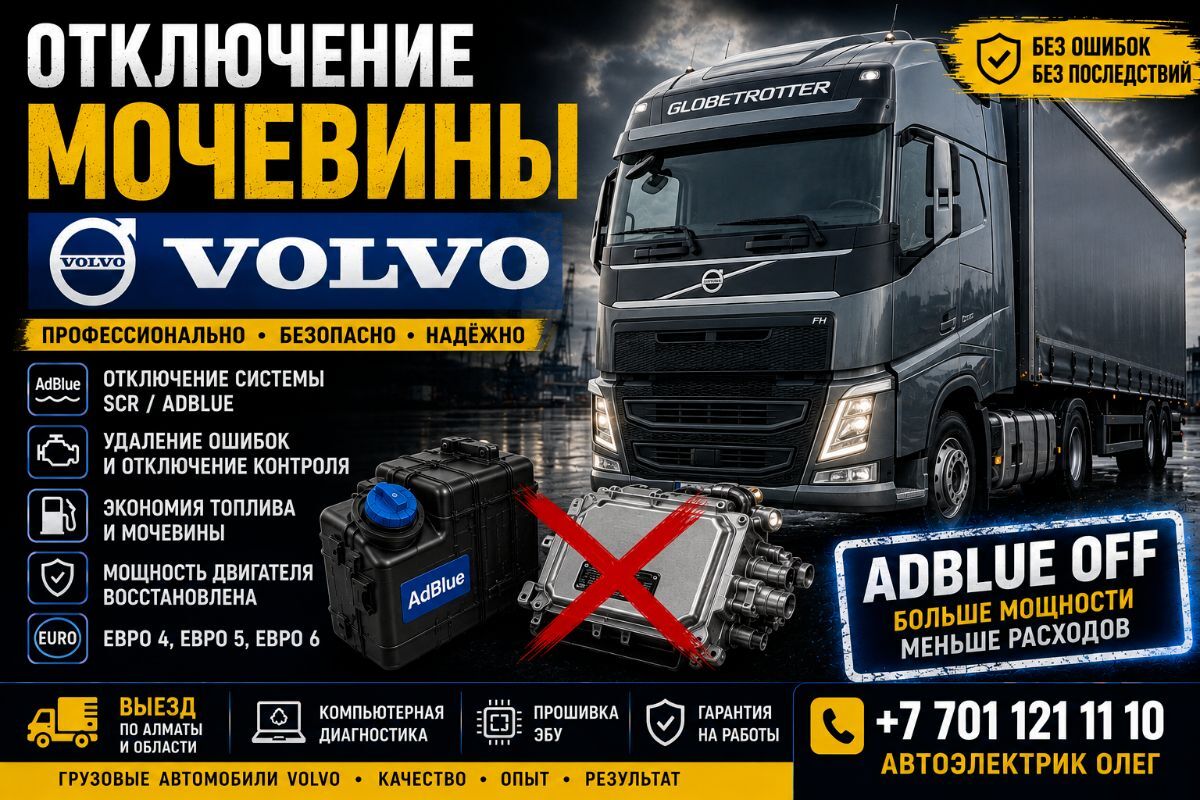 ОТКЛЮЧЕНИЕ
МОЧЕВИНЫ
VOLVO
VOLVO
ПРОФЕССИОНАЛЬНО • БЕЗОПАСНО • НАДЁЖНО
AdBlue
ОТКЛЮЧЕНИЕ СИСТЕМЫ
SCR / ADBLUE
УДАЛЕНИЕ ОШИБОК
И ОТКЛЮЧЕНИЕ КОНТРОЛЯ
ЭКОНОМИЯ ТОПЛИВА
И МОЧЕВИНЫ
МОЩНОСТЬ ДВИГАТЕЛЯ
ВОССТАНОВЛЕНА
EURO
ЕВРО 4, ЕВРО 5, ЕВРО 6
БЕЗ ОШИБОК
БЕЗ ПОСЛЕДСТВИЙ
GLOBETROTTER
FH
AdBlue
ADBLUE OFF
БОЛЬШЕ МОЩНОСТИ
МЕНЬШЕ РАСХОДОВ
ВЫЕЗД
ПО АЛМАТЫ
И ОБЛАСТИ
КОМПЬЮТЕРНАЯ
ДИАГНОСТИКА
ПРОШИВКА
ЭБУ
ГАРАНТИЯ
НА РАБОТЫ
+7 701 121 11 10
АВТОЭЛЕКТРИК ОЛЕГ
ГРУЗОВЫЕ АВТОМОБИЛИ VOLVO • КАЧЕСТВО • ОПЫТ • РЕЗУЛЬТАТ